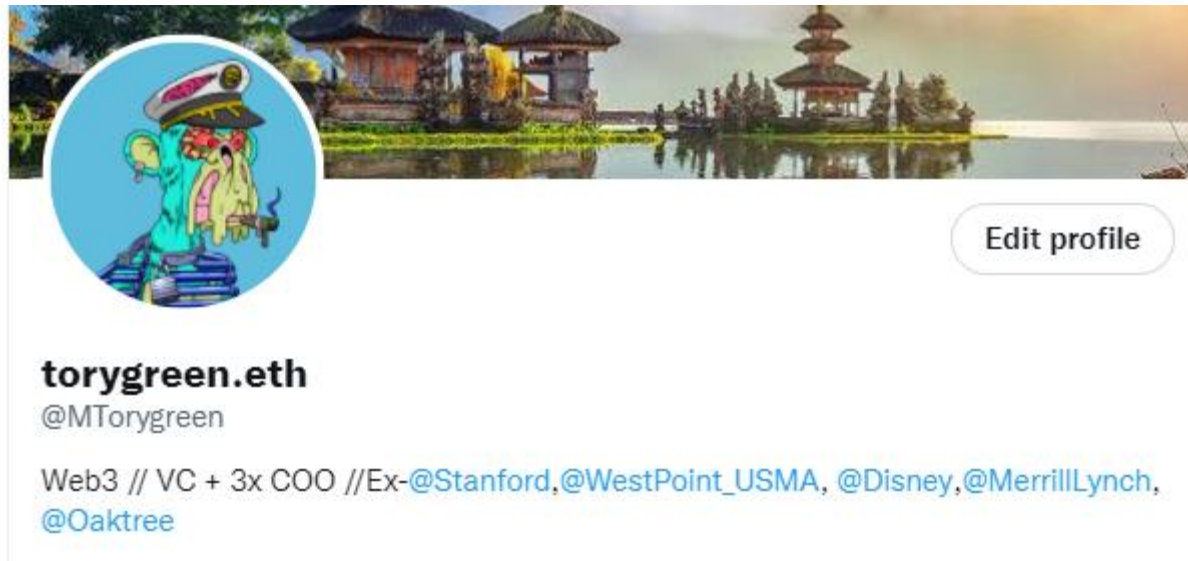 Edit profile
torygreen.eth
@MTorygreen
Web3 // VC + 3x COO //Ex-@Stanford,@WestPoint_USMA, @Disney,@MerrillLynch,
@Oaktree